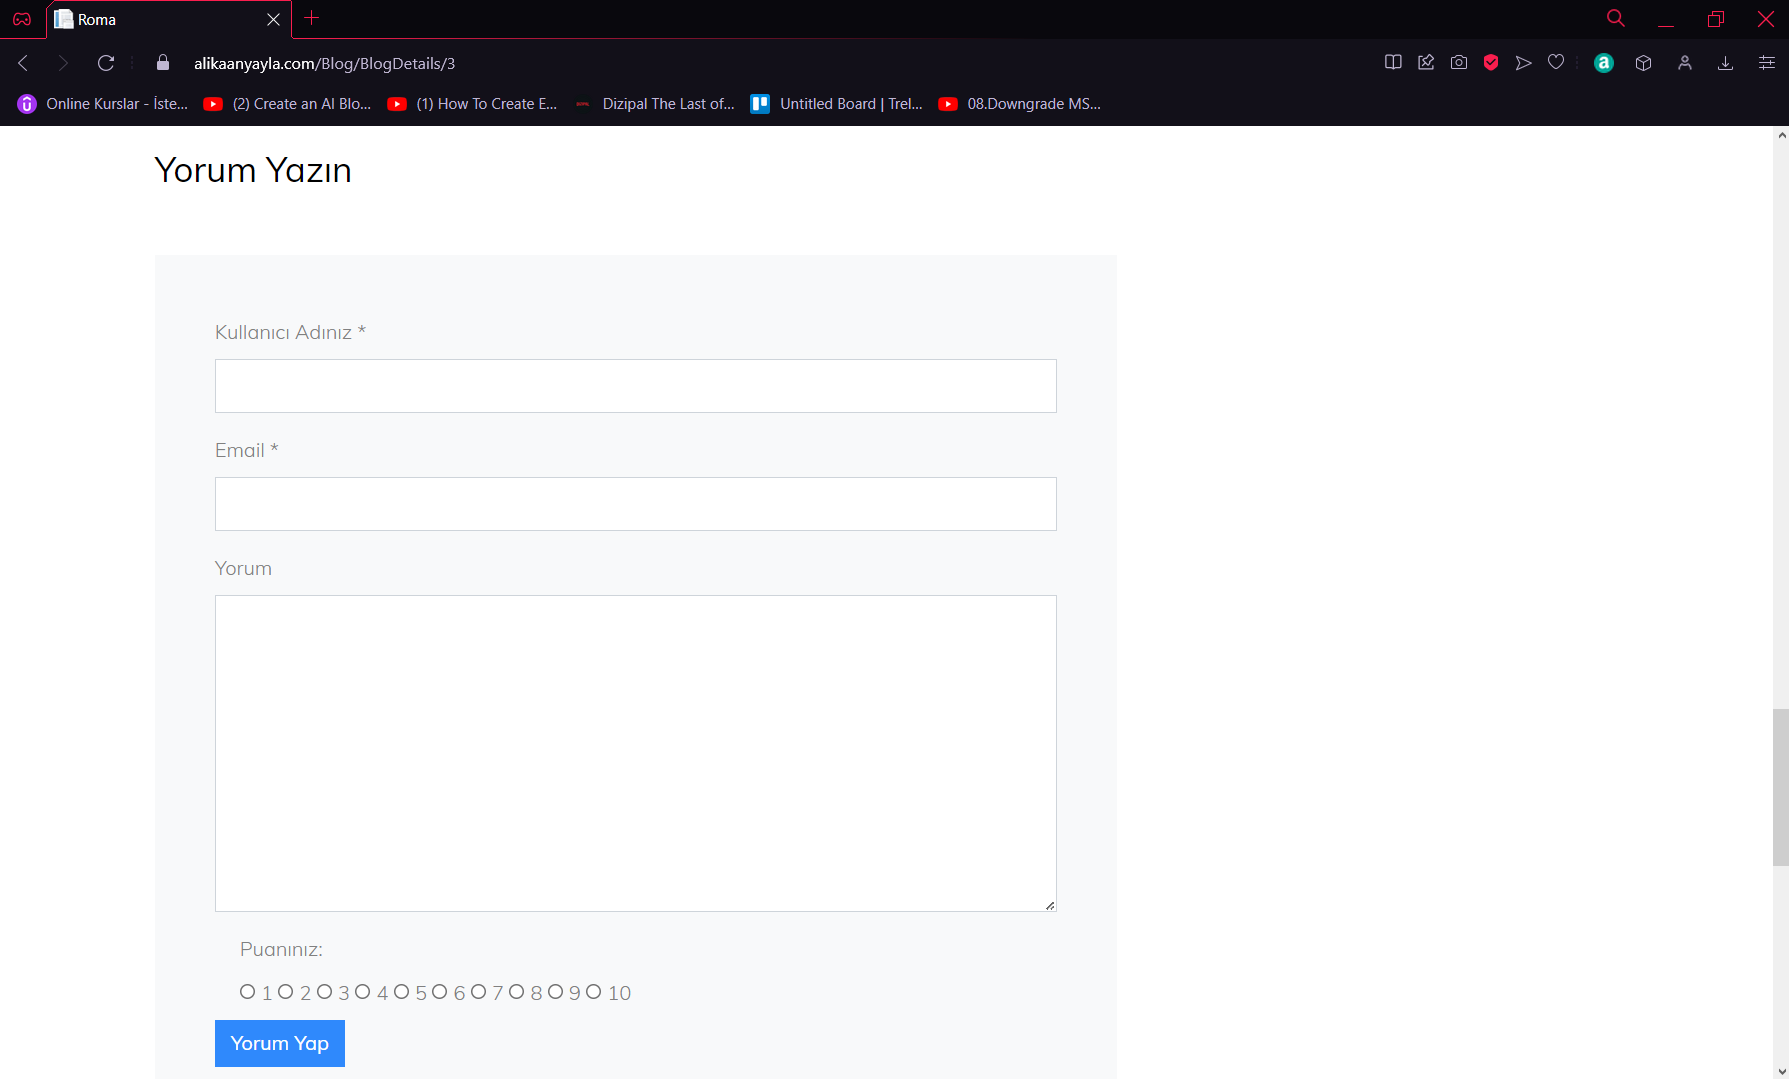 Roma
alikaanyayla.com/Blog/BlogDetails/3
Online Kurslar - İste... (2) Create an AI Blo... (1) How To Create E... Dizipal The Last of... Untitled Board | Trel... 08.Downgrade MS...
Yorum Yazın
Kullanıcı Adınız *
Email *
Yorum
Puanınız:
1 2 3 4 5 6 7 8 9 10
Yorum Yap